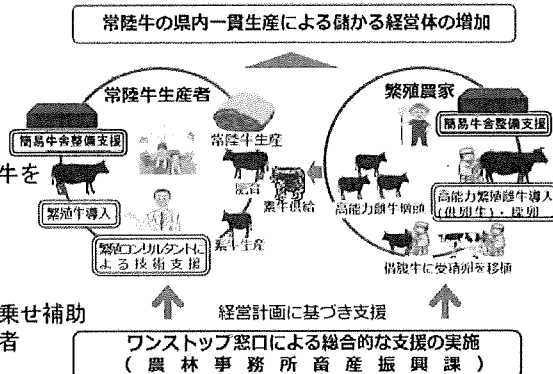 常陸牛の県内一貫生産による儲かる経営体の増加
常陸牛生産者
簡易牛舎整備支援
常陸牛生産
牛を
肥育
素牛供給
繁殖牛導入
素牛生産
繁殖コンサルタントに
よる技術支援
繁殖農家
簡易牛舎整備支援
高能力雌牛増頭
高能力繁殖雌牛導入
(供卵牛)・採卵
借腹牛に受精卵を移植
乗せ補助
者
経営計画に基づき支援
ワンストップ窓口による総合的な支援の実施
(農林事務所畜産振興課)